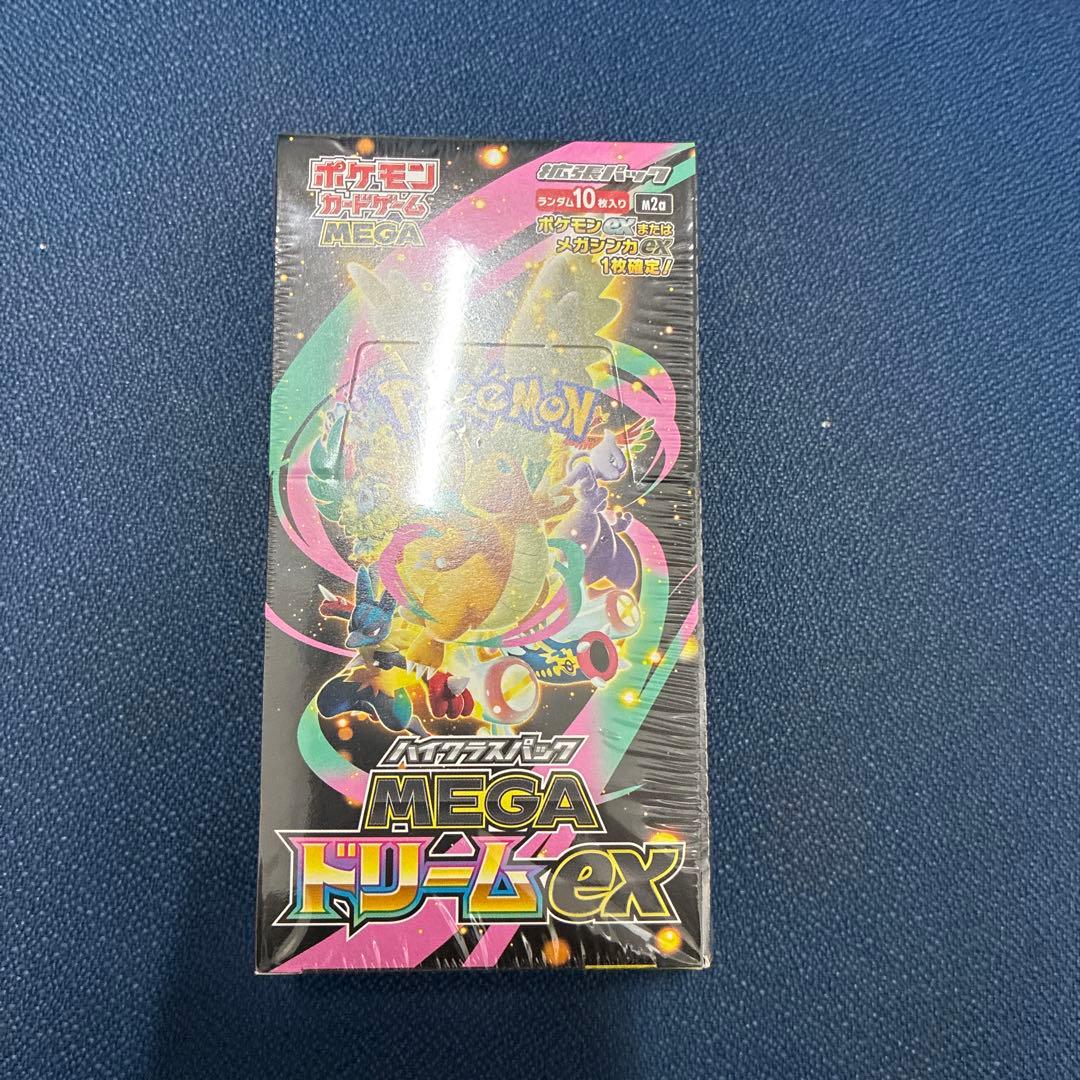 ポケモン
カードゲーム
MEGA
拡張パック
ランダム10枚入り M2a
ポケモンexまたは
メガシンカex
1枚確定!
POKéMON
ハイクラスパック
MEGA
ドリームex